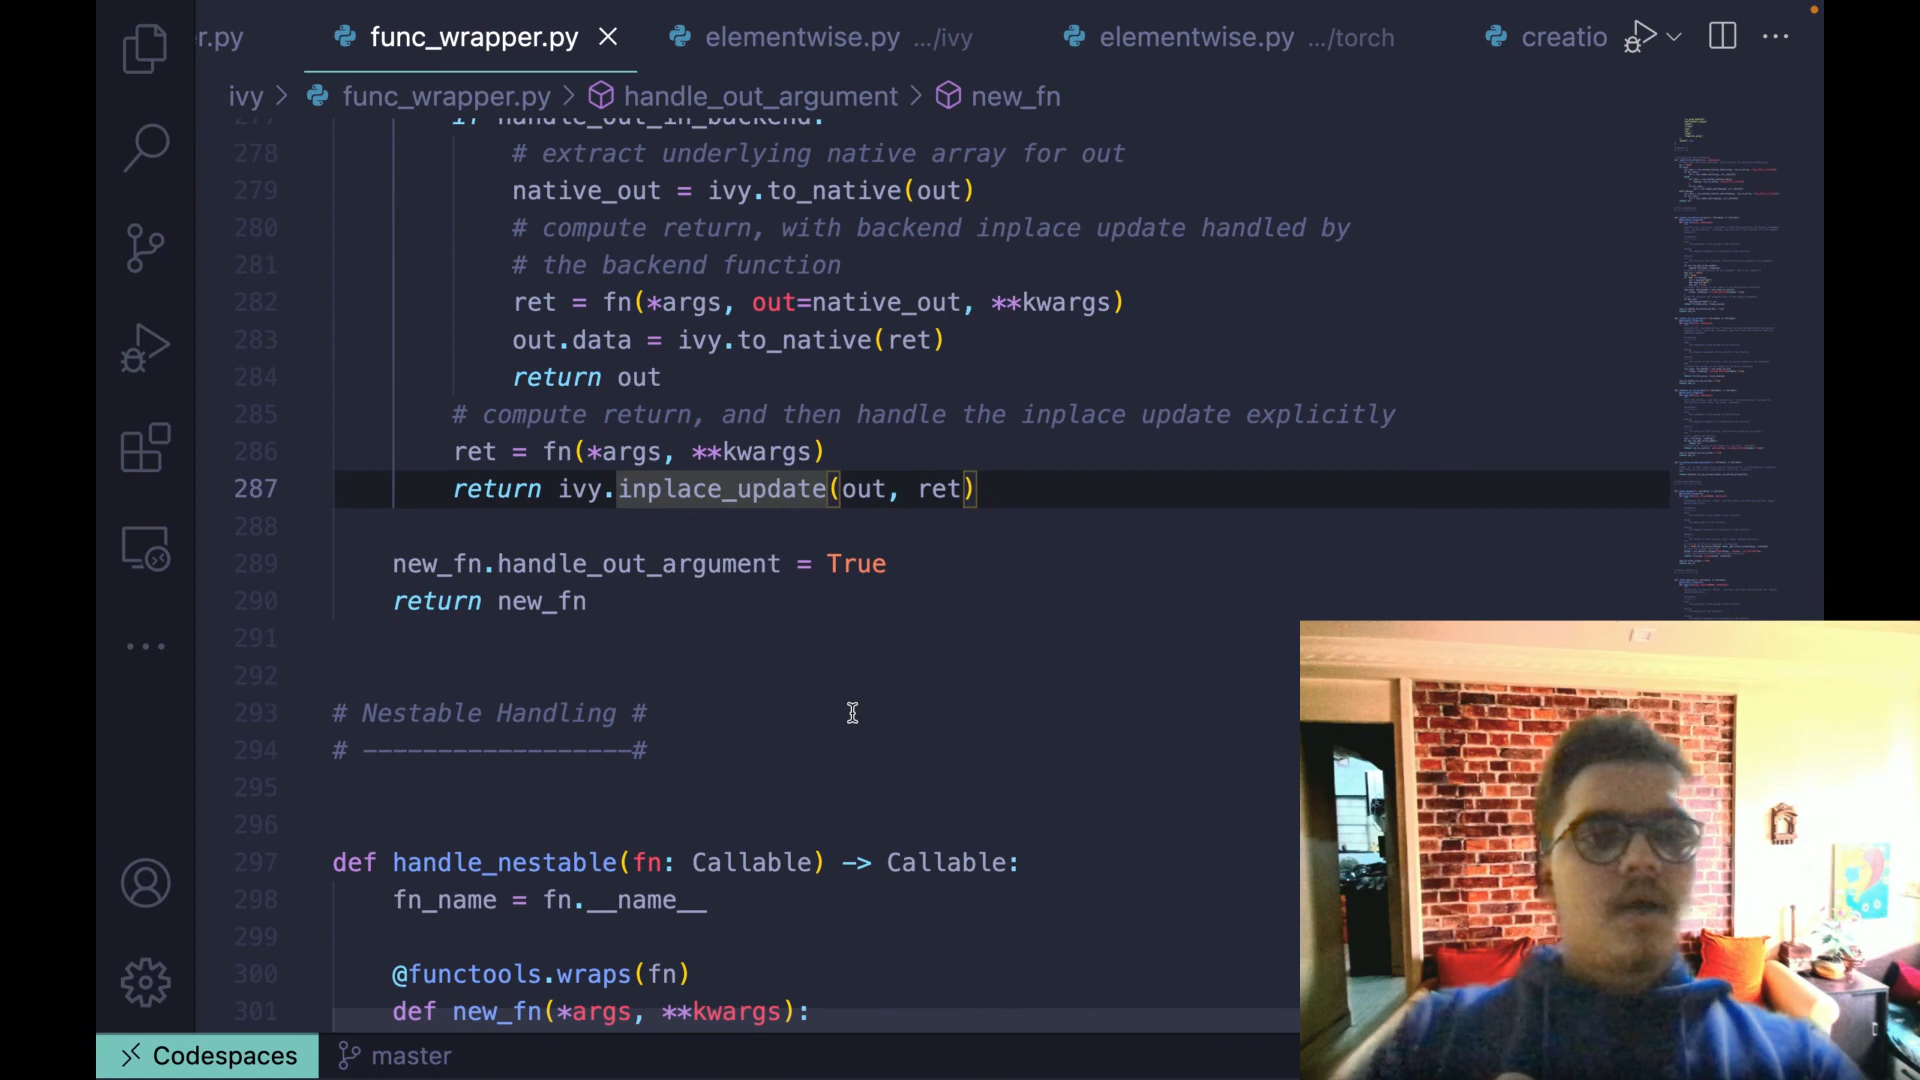 r.py
func_wrapper.py
elementwise.py .../ivy
elementwise.py .../torch
creatio
ivy > func_wrapper.py > handle_out_argument > new_fn
277 if handle_out_in_backend:
278 # extract underlying native array for out
279 native_out = ivy.to_native(out)
280 # compute return, with backend inplace update handled by
281 # the backend function
282 ret = fn(*args, out=native_out, **kwargs)
283 out.data = ivy.to_native(ret)
284 return out
285 # compute return, and then handle the inplace update explicitly
286 ret = fn(*args, **kwargs)
287 return ivy.inplace_update(out, ret)
288
289 new_fn.handle_out_argument = True
290 return new_fn
291
292
293 # Nestable Handling #
294 # ------------------#
295
296
297 def handle_nestable(fn: Callable) -> Callable:
298 fn_name = fn.__name__
299
300 @functools.wraps(fn)
301 def new_fn(*args, **kwargs):
Codespaces
master